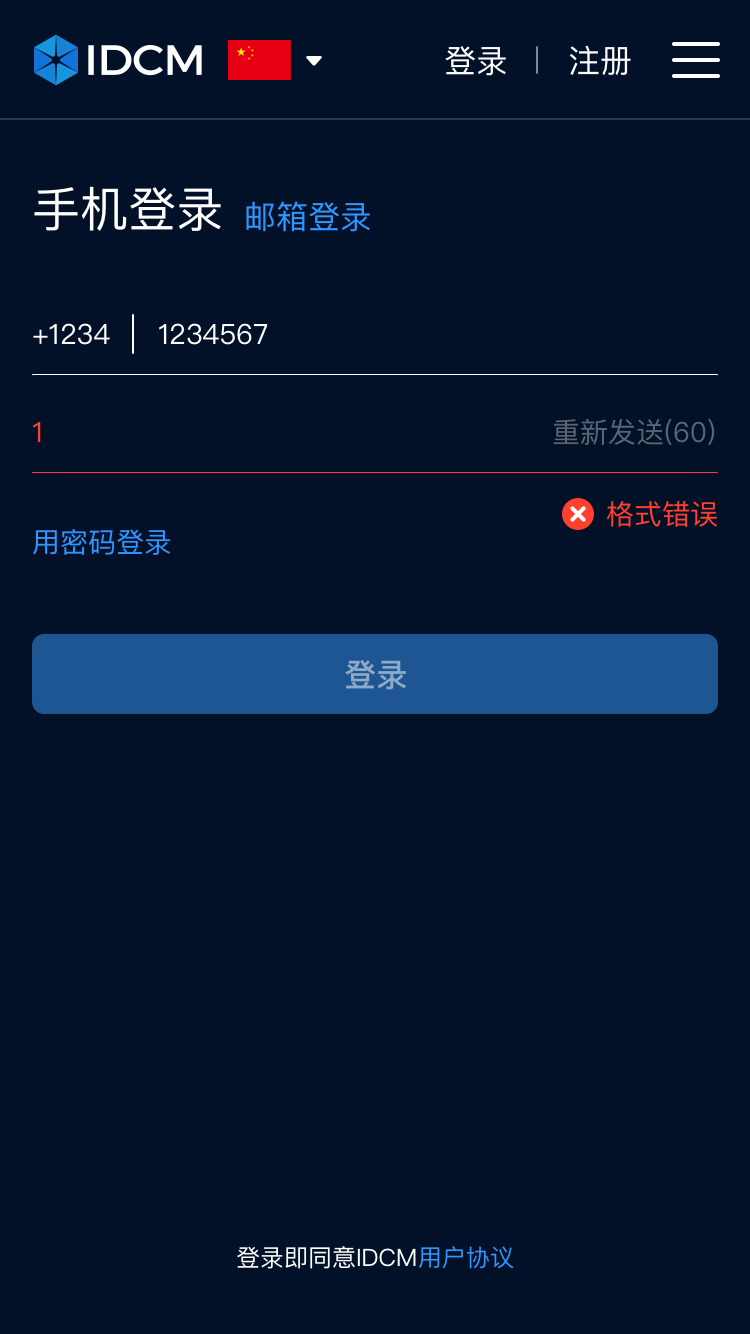 IDCM 登录 注册
手机登录 邮箱登录
+1234 1234567
1 重新发送(60)
格式错误
用密码登录
登录
登录即同意IDCM用户协议